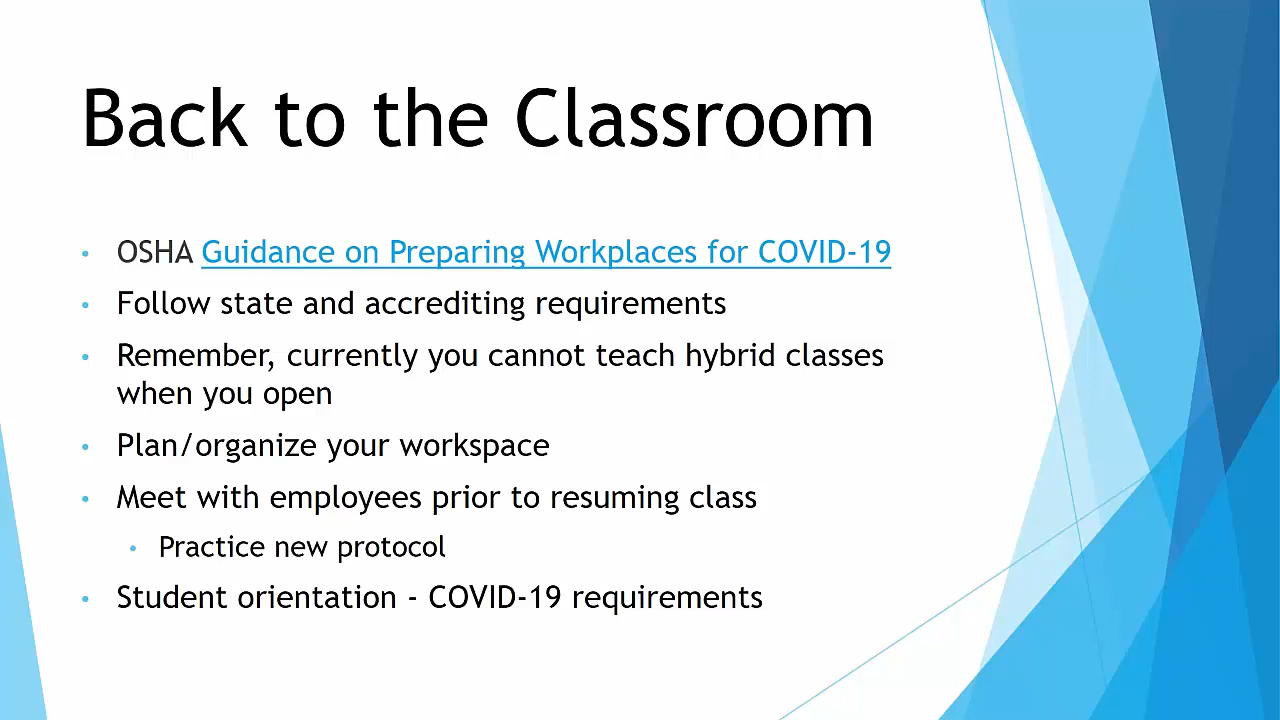 Back to the Classroom
• OSHA Guidance on Preparing Workplaces for COVID-19
• Follow state and accrediting requirements
• Remember, currently you cannot teach hybrid classes
when you open
• Plan/organize your workspace
• Meet with employees prior to resuming class
• Practice new protocol
• Student orientation - COVID-19 requirements